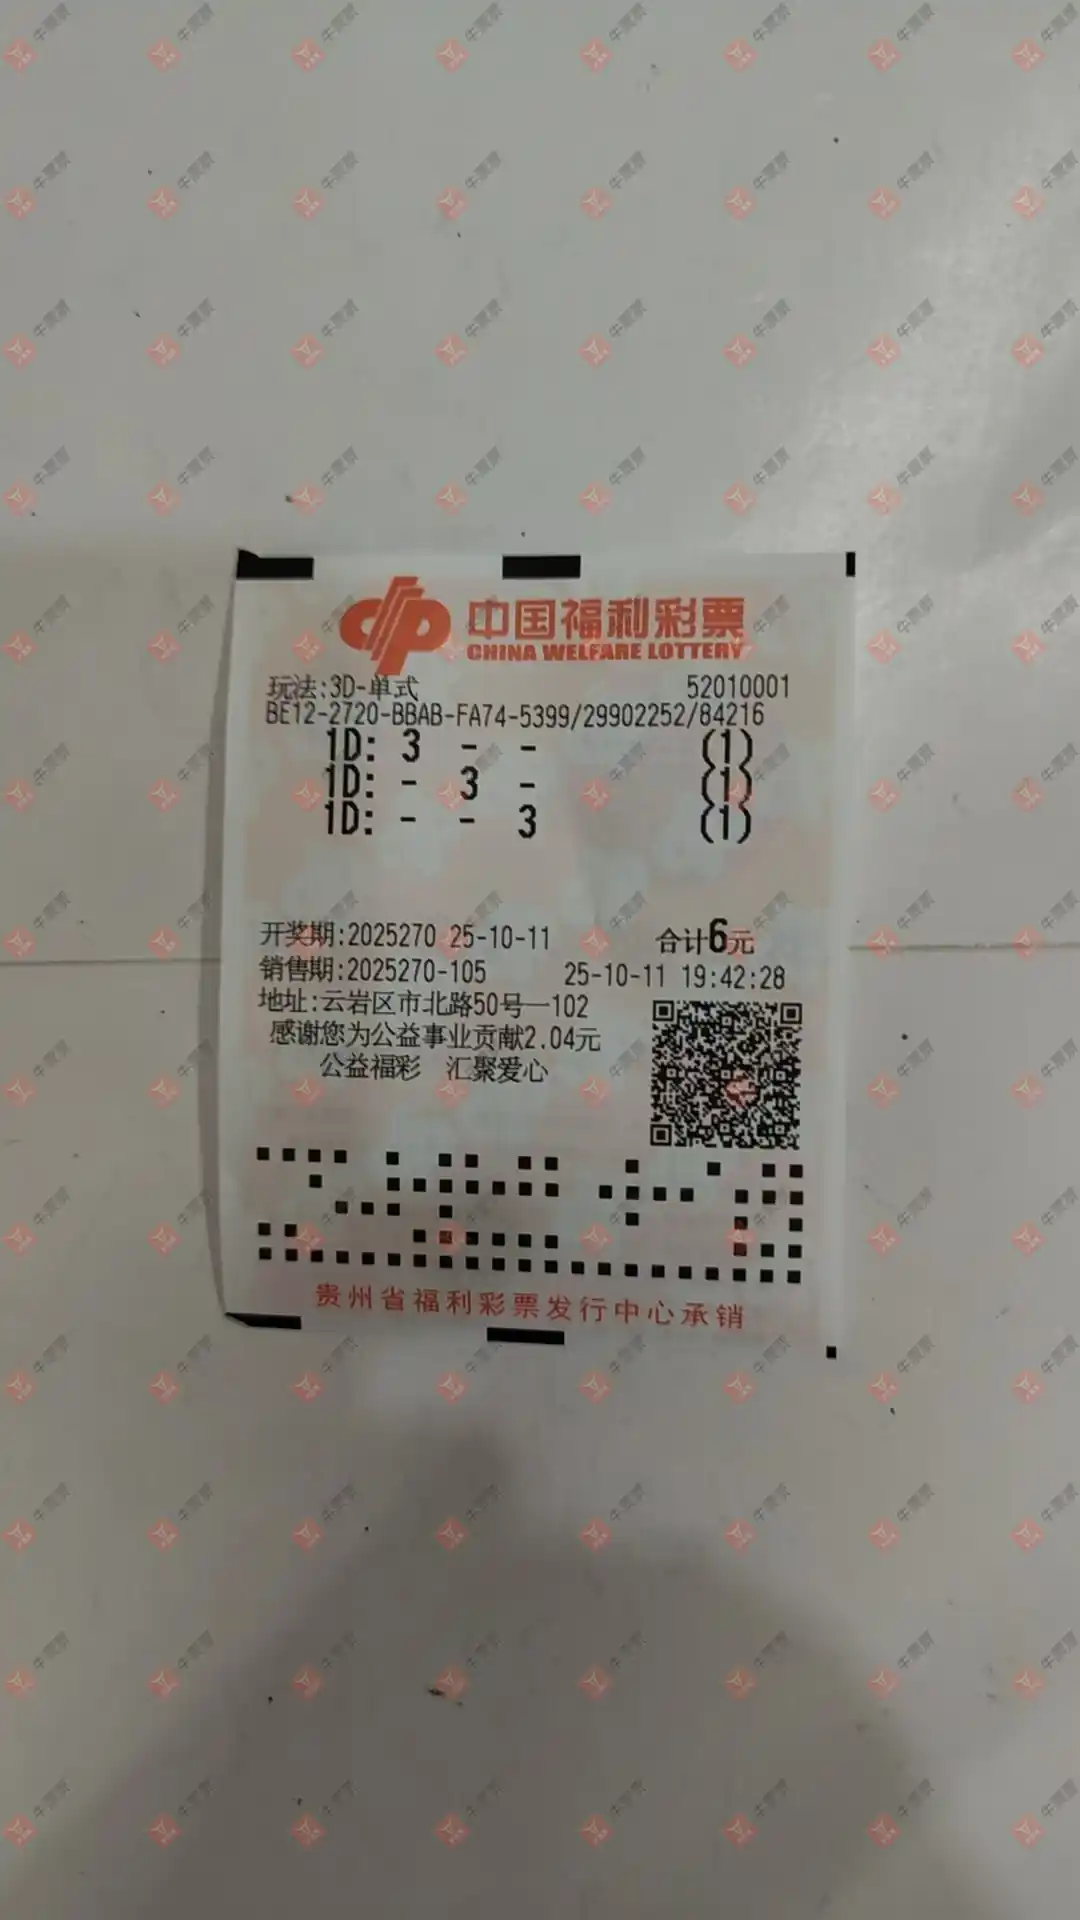 中国福利彩票
CHINA WELFARE LOTTERY
玩法:3D-单式 52010001
BE12-2720-BBAB-FA74-5399/29902252/84216
1D: 3 - - (1)
1D: - 3 - (1)
1D: - - 3 (1)
开奖期:2025270 25-10-11 合计6元
销售期:2025270-105 25-10-11 19:42:28
地址:云岩区市北路50号一102
感谢您为公益事业贡献2.04元
公益福彩 汇聚爱心
贵州省福利彩票发行中心承销